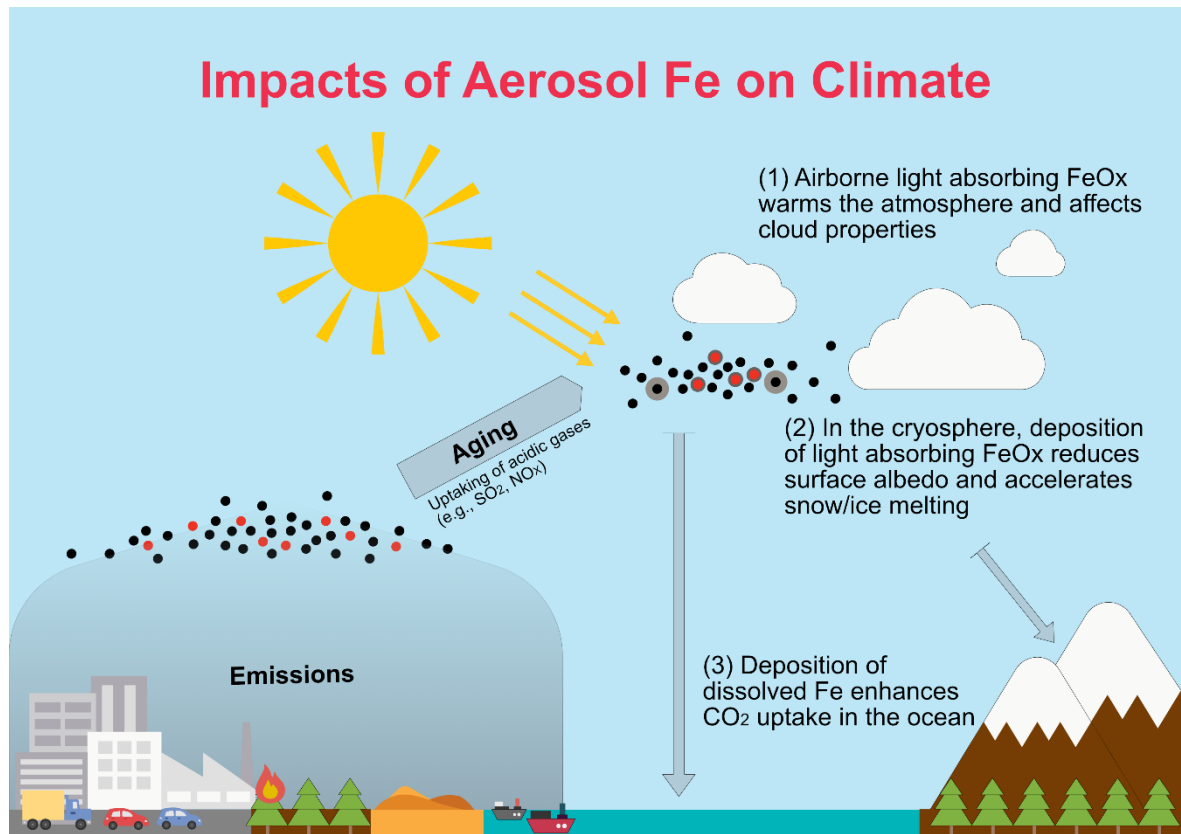 Impacts of Aerosol Fe on Climate
(1) Airborne light absorbing FeOx
warms the atmosphere and affects
cloud properties
Aging
Uptaking of acidic gases
(e.g., SO₂, NOₓ)
(2) In the cryosphere, deposition
of light absorbing FeOx reduces
surface albedo and accelerates
snow/ice melting
Emissions
(3) Deposition of
dissolved Fe enhances
CO₂ uptake in the ocean